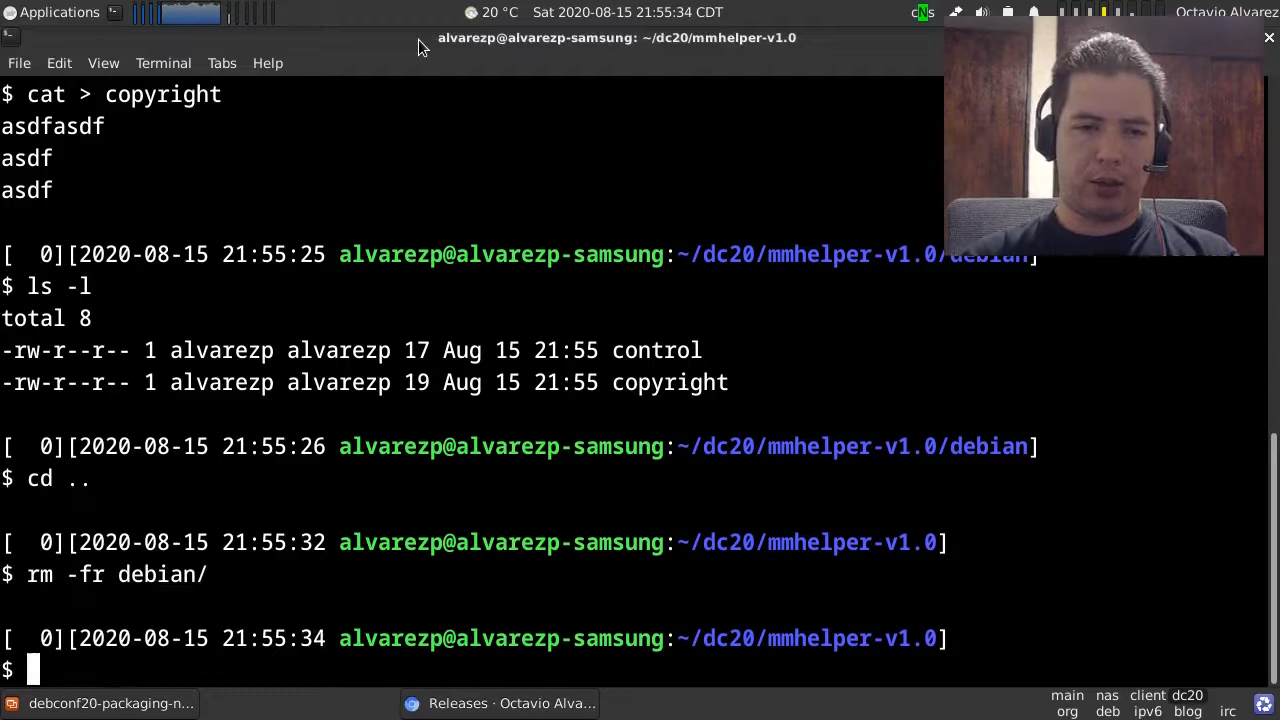 Applications
20 °C Sat 2020-08-15 21:55:34 CDT
cNs
Octavio Alvarez
alvarezp@alvarezp-samsung: ~/dc20/mmhelper-v1.0
File Edit View Terminal Tabs Help
$ cat > copyright
asdfasdf
asdf
asdf
[ 0][2020-08-15 21:55:25 alvarezp@alvarezp-samsung:~/dc20/mmhelper-v1.0/debian]
$ ls -l
total 8
-rw-r--r-- 1 alvarezp alvarezp 17 Aug 15 21:55 control
-rw-r--r-- 1 alvarezp alvarezp 19 Aug 15 21:55 copyright
[ 0][2020-08-15 21:55:26 alvarezp@alvarezp-samsung:~/dc20/mmhelper-v1.0/debian]
$ cd ..
[ 0][2020-08-15 21:55:32 alvarezp@alvarezp-samsung:~/dc20/mmhelper-v1.0]
$ rm -fr debian/
[ 0][2020-08-15 21:55:34 alvarezp@alvarezp-samsung:~/dc20/mmhelper-v1.0]
$
debconf20-packaging-n...
Releases · Octavio Alva...
main nas client dc20
org deb ipv6 blog irc